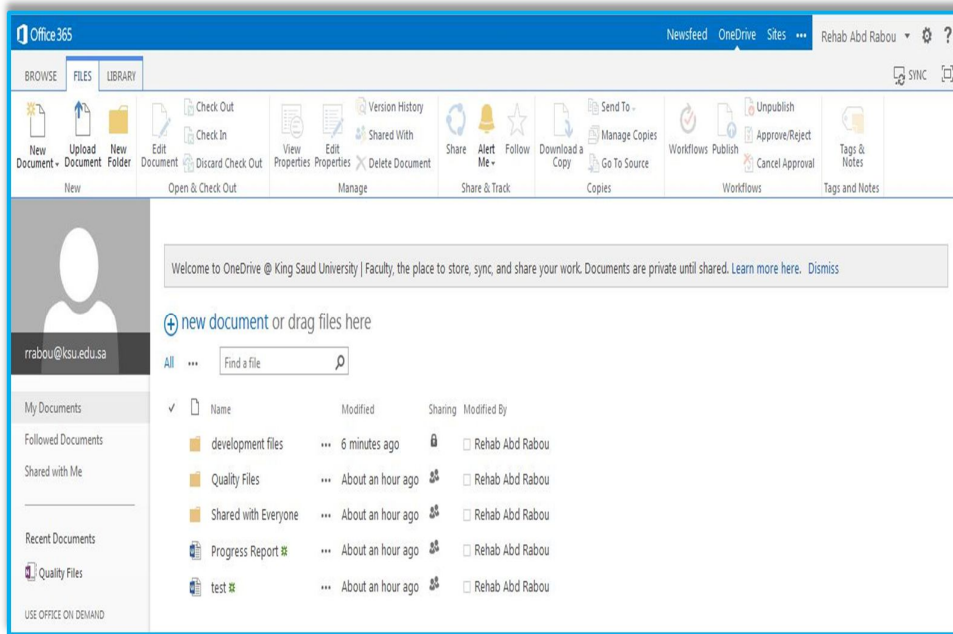 Office 365
Newsfeed OneDrive Sites ••• Rehab Abd Rabou ?
BROWSE FILES LIBRARY
SYNC
New Document
Upload Document
New Folder
New
Edit Document
Check Out
Check In
Discard Check Out
Open & Check Out
View Properties
Edit Properties
Version History
Shared With
Delete Document
Manage
Share
Alert Me
Follow
Share & Track
Download a Copy
Send To
Manage Copies
Go To Source
Copies
Workflows
Publish
Unpublish
Approve/Reject
Cancel Approval
Workflows
Tags & Notes
Tags and Notes
rrabou@ksu.edu.sa
My Documents
Followed Documents
Shared with Me
Recent Documents
Quality Files
USE OFFICE ON DEMAND
Welcome to OneDrive @ King Saud University | Faculty, the place to store, sync, and share your work. Documents are private until shared. Learn more here. Dismiss
new document or drag files here
All ••• Find a file
Name Modified Sharing Modified By
development files ••• 6 minutes ago Rehab Abd Rabou
Quality Files ••• About an hour ago Rehab Abd Rabou
Shared with Everyone ••• About an hour ago Rehab Abd Rabou
Progress Report ••• About an hour ago Rehab Abd Rabou
test ••• About an hour ago Rehab Abd Rabou